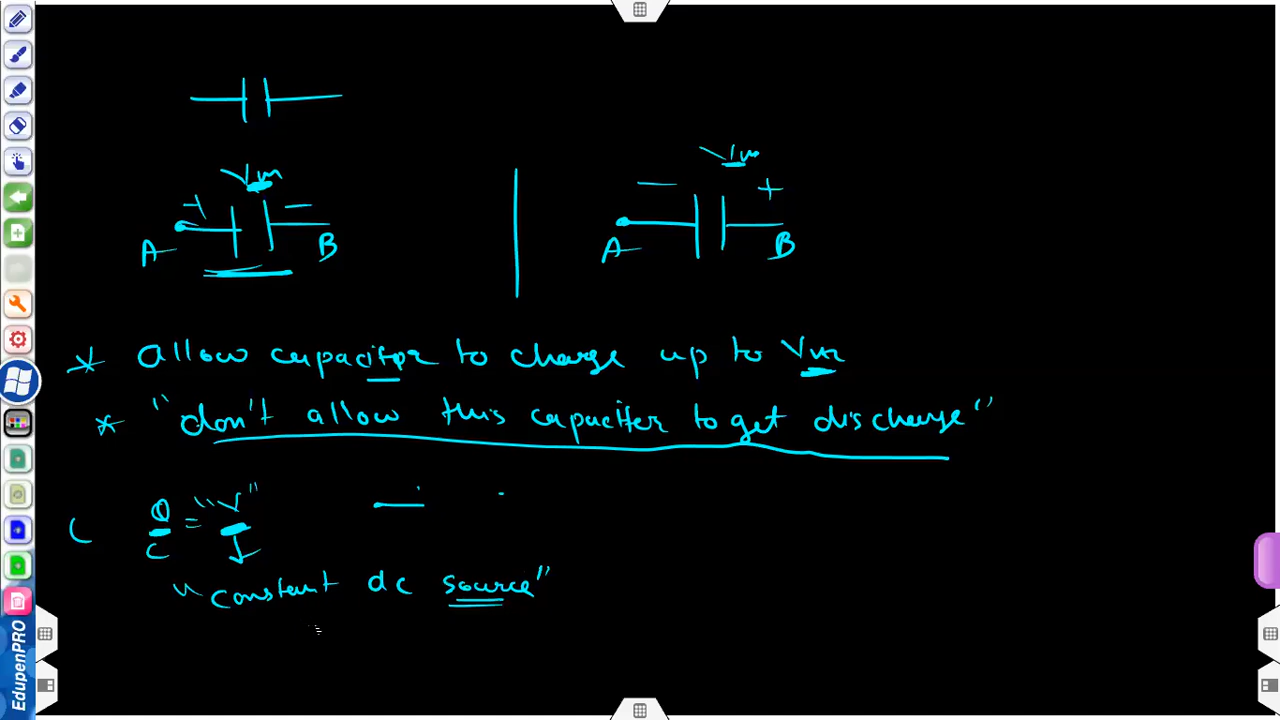 Vm
+ −
A B
Vm
− +
A B
* allow capacitor to charge up to Vm
* "don't allow this capacitor to get discharge"
( Q/C = "V"
"constant dc source"
EdupenPRO